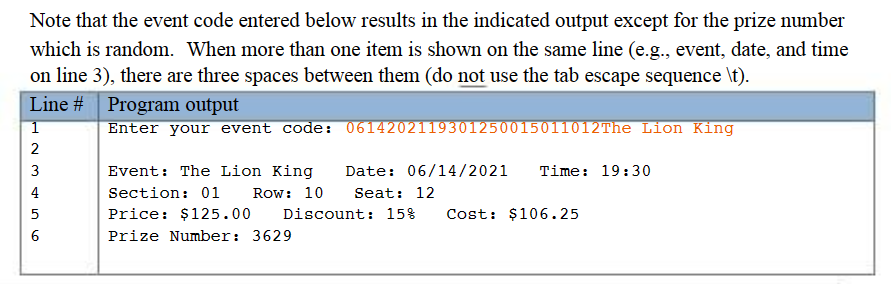 Note that the event code entered below results in the indicated output except for the prize number
which is random.  When more than one item is shown on the same line (e.g., event, date, and time
on line 3), there are three spaces between them (do not use the tab escape sequence \t).
Line #   Program output
1   Enter your event code: 0614202119301250015011012The Lion King
2
3   Event: The Lion King   Date: 06/14/2021   Time: 19:30
4   Section: 01   Row: 10   Seat: 12
5   Price: $125.00   Discount: 15%   Cost: $106.25
6   Prize Number: 3629